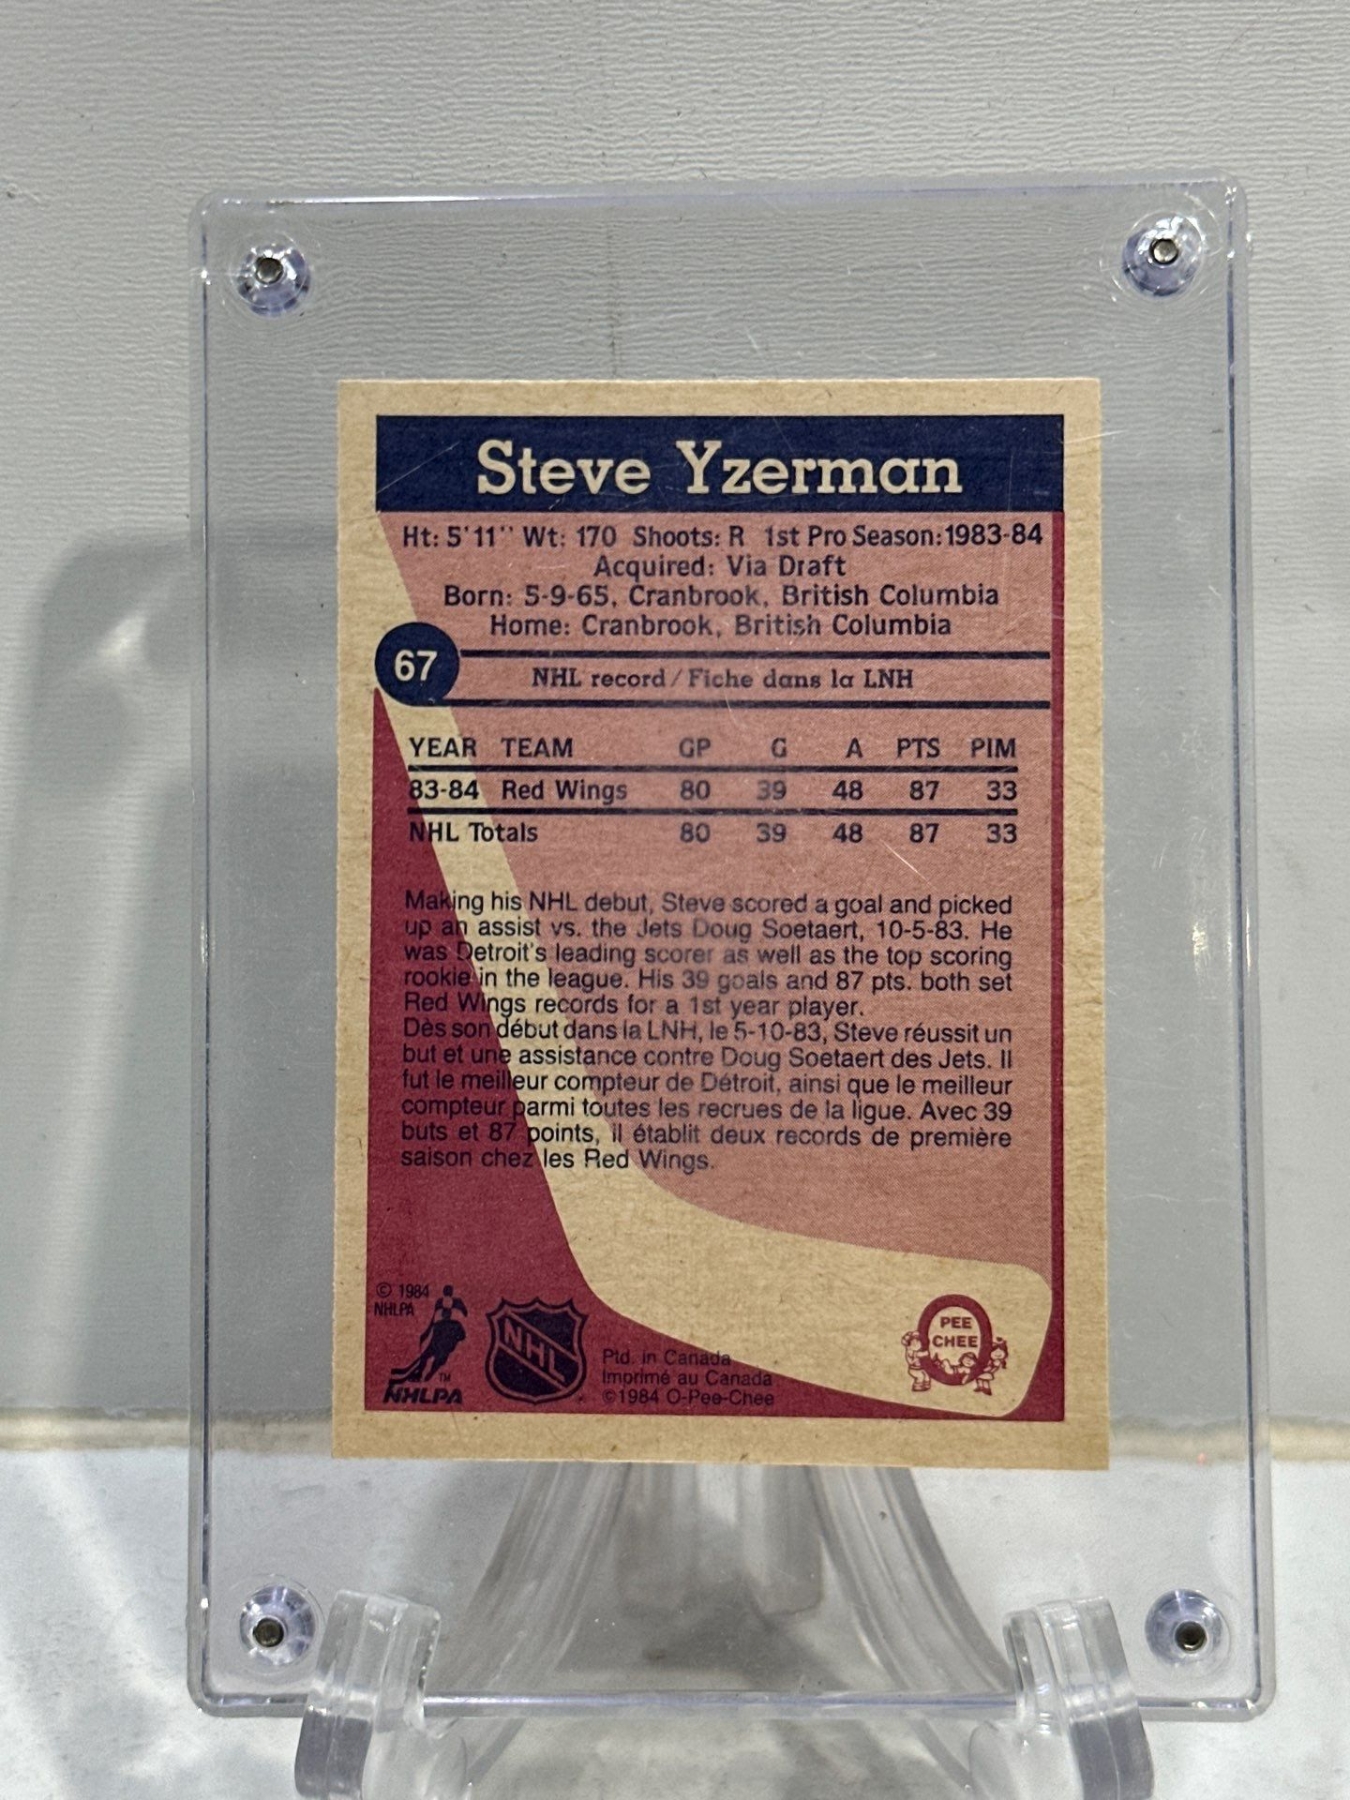 Steve Yzerman
Ht: 5'11'' Wt: 170 Shoots: R 1st Pro Season: 1983-84
Acquired: Via Draft
Born: 5-9-65, Cranbrook, British Columbia
Home: Cranbrook, British Columbia
67
NHL record / Fiche dans la LNH
YEAR TEAM GP G A PTS PIM
83-84 Red Wings 80 39 48 87 33
NHL Totals 80 39 48 87 33
Making his NHL debut, Steve scored a goal and picked
up an assist vs. the Jets Doug Soetaert, 10-5-83. He
was Detroit's leading scorer as well as the top scoring
rookie in the league. His 39 goals and 87 pts. both set
Red Wings records for a 1st year player.
Dès son début dans la LNH, le 5-10-83, Steve réussit un
but et une assistance contre Doug Soetaert des Jets. Il
fut le meilleur compteur de Détroit, ainsi que le meilleur
compteur parmi toutes les recrues de la ligue. Avec 39
buts et 87 points, il établit deux records de première
saison chez les Red Wings.
© 1984
NHLPA
TM
NHLPA
NHL
Ptd. in Canada
Imprimé au Canada
©1984 O-Pee-Chee
PEE
CHEE